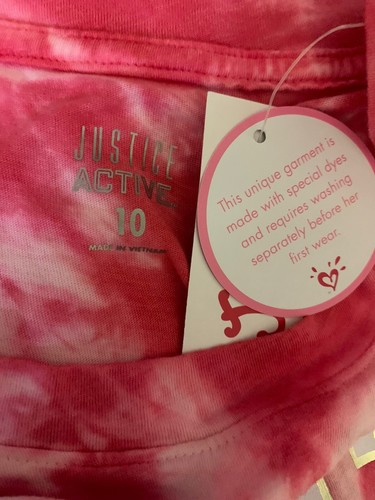 JUSTICE
ACTIVE
10
MADE IN VIETNAM
This unique garment is
made with special dyes
and requires washing
separately before her
first wear.